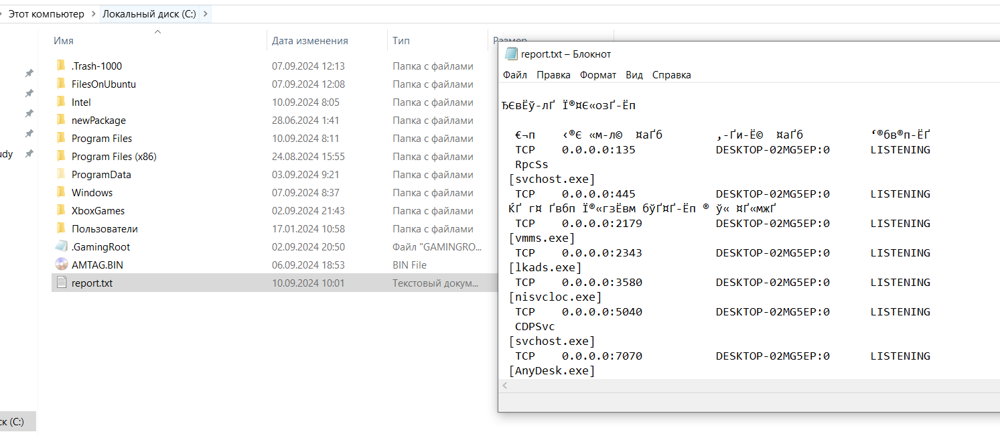 Этот компьютер > Локальный диск (C:) >
Имя Дата изменения Тип Размер
.Trash-1000 07.09.2024 12:13 Папка с файлами
FilesOnUbuntu 07.09.2024 12:08 Папка с файлами
Intel 10.09.2024 8:05 Папка с файлами
newPackage 28.06.2024 1:41 Папка с файлами
Program Files 10.09.2024 8:11 Папка с файлами
Program Files (x86) 24.08.2024 15:55 Папка с файлами
ProgramData 03.09.2024 9:21 Папка с файлами
Windows 07.09.2024 8:37 Папка с файлами
XboxGames 02.09.2024 21:43 Папка с файлами
Пользователи 17.01.2024 10:58 Папка с файлами
.GamingRoot 02.09.2024 20:50 Файл "GAMINGRO...
AMTAG.BIN 06.09.2024 18:53 BIN File
report.txt 10.09.2024 10:01 Текстовый докум...
udy
ск (C:)
report.txt – Блокнот
Файл Правка Формат Вид Справка
ЂЄвЁў-лҐ Ї®¤Є«озҐ-Ёп
€¬п ‹®Є «м-л© ¤аҐб ‚-Ґи-Ё© ¤аҐб ‘®бв®п-ЁҐ
TCP 0.0.0.0:135 DESKTOP-02MG5EP:0 LISTENING
RpcSs
[svchost.exe]
TCP 0.0.0.0:445 DESKTOP-02MG5EP:0 LISTENING
ЌҐ г¤ Ґвбп Ї®«гзЁвм бўҐ¤Ґ-Ёп ® ў« ¤Ґ«мжҐ
TCP 0.0.0.0:2179 DESKTOP-02MG5EP:0 LISTENING
[vmms.exe]
TCP 0.0.0.0:2343 DESKTOP-02MG5EP:0 LISTENING
[lkads.exe]
TCP 0.0.0.0:3580 DESKTOP-02MG5EP:0 LISTENING
[nisvcloc.exe]
TCP 0.0.0.0:5040 DESKTOP-02MG5EP:0 LISTENING
CDPSvc
[svchost.exe]
TCP 0.0.0.0:7070 DESKTOP-02MG5EP:0 LISTENING
[AnyDesk.exe]